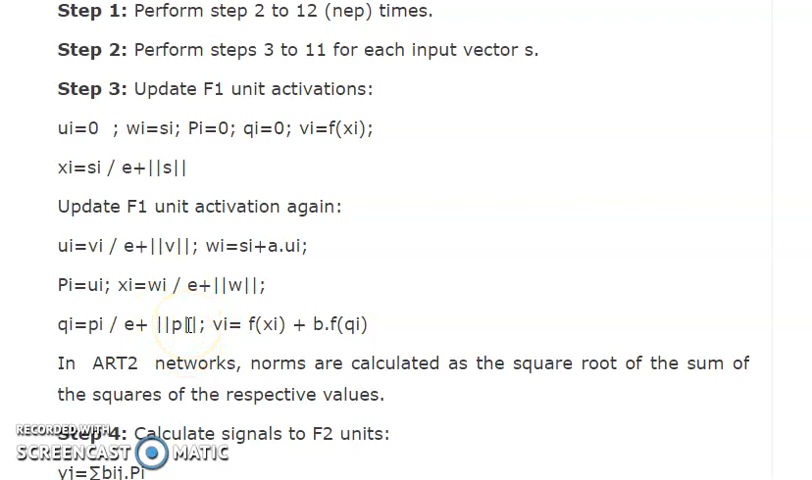 Step 1: Perform step 2 to 12 (nep) times.
Step 2: Perform steps 3 to 11 for each input vector s.
Step 3: Update F1 unit activations:
ui=0 ; wi=si; Pi=0; qi=0; vi=f(xi);
xi=si / e+||s||
Update F1 unit activation again:
ui=vi / e+||v||; wi=si+a.ui;
Pi=ui; xi=wi / e+||w||;
qi=pi / e+ ||p||; vi= f(xi) + b.f(qi)
In ART2 networks, norms are calculated as the square root of the sum of
the squares of the respective values.
RECORDED WITH
Step 4: Calculate signals to F2 units:
SCREENCAST MATIC
yj=∑bij.Pi